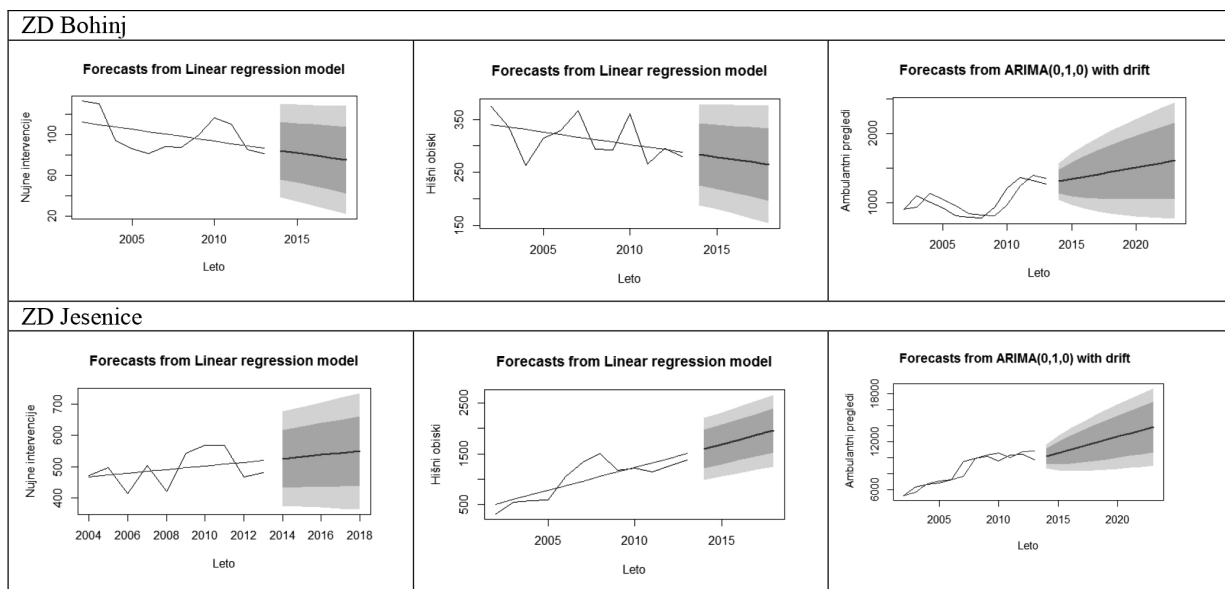 ZD Bohinj
Forecasts from Linear regression model
Nujne intervencije
20 60 100
2005 2010 2015
Leto
Forecasts from Linear regression model
Hišni obiski
150 250 350
2005 2010 2015
Leto
Forecasts from ARIMA(0,1,0) with drift
Ambulantni pregledi
1000 2000
2005 2010 2015 2020
Leto
ZD Jesenice
Forecasts from Linear regression model
Nujne intervencije
400 500 600 700
2004 2006 2008 2010 2012 2014 2016 2018
Leto
Forecasts from Linear regression model
Hišni obiski
500 1500 2500
2005 2010 2015
Leto
Forecasts from ARIMA(0,1,0) with drift
Ambulantni pregledi
6000 12000 18000
2005 2010 2015 2020
Leto